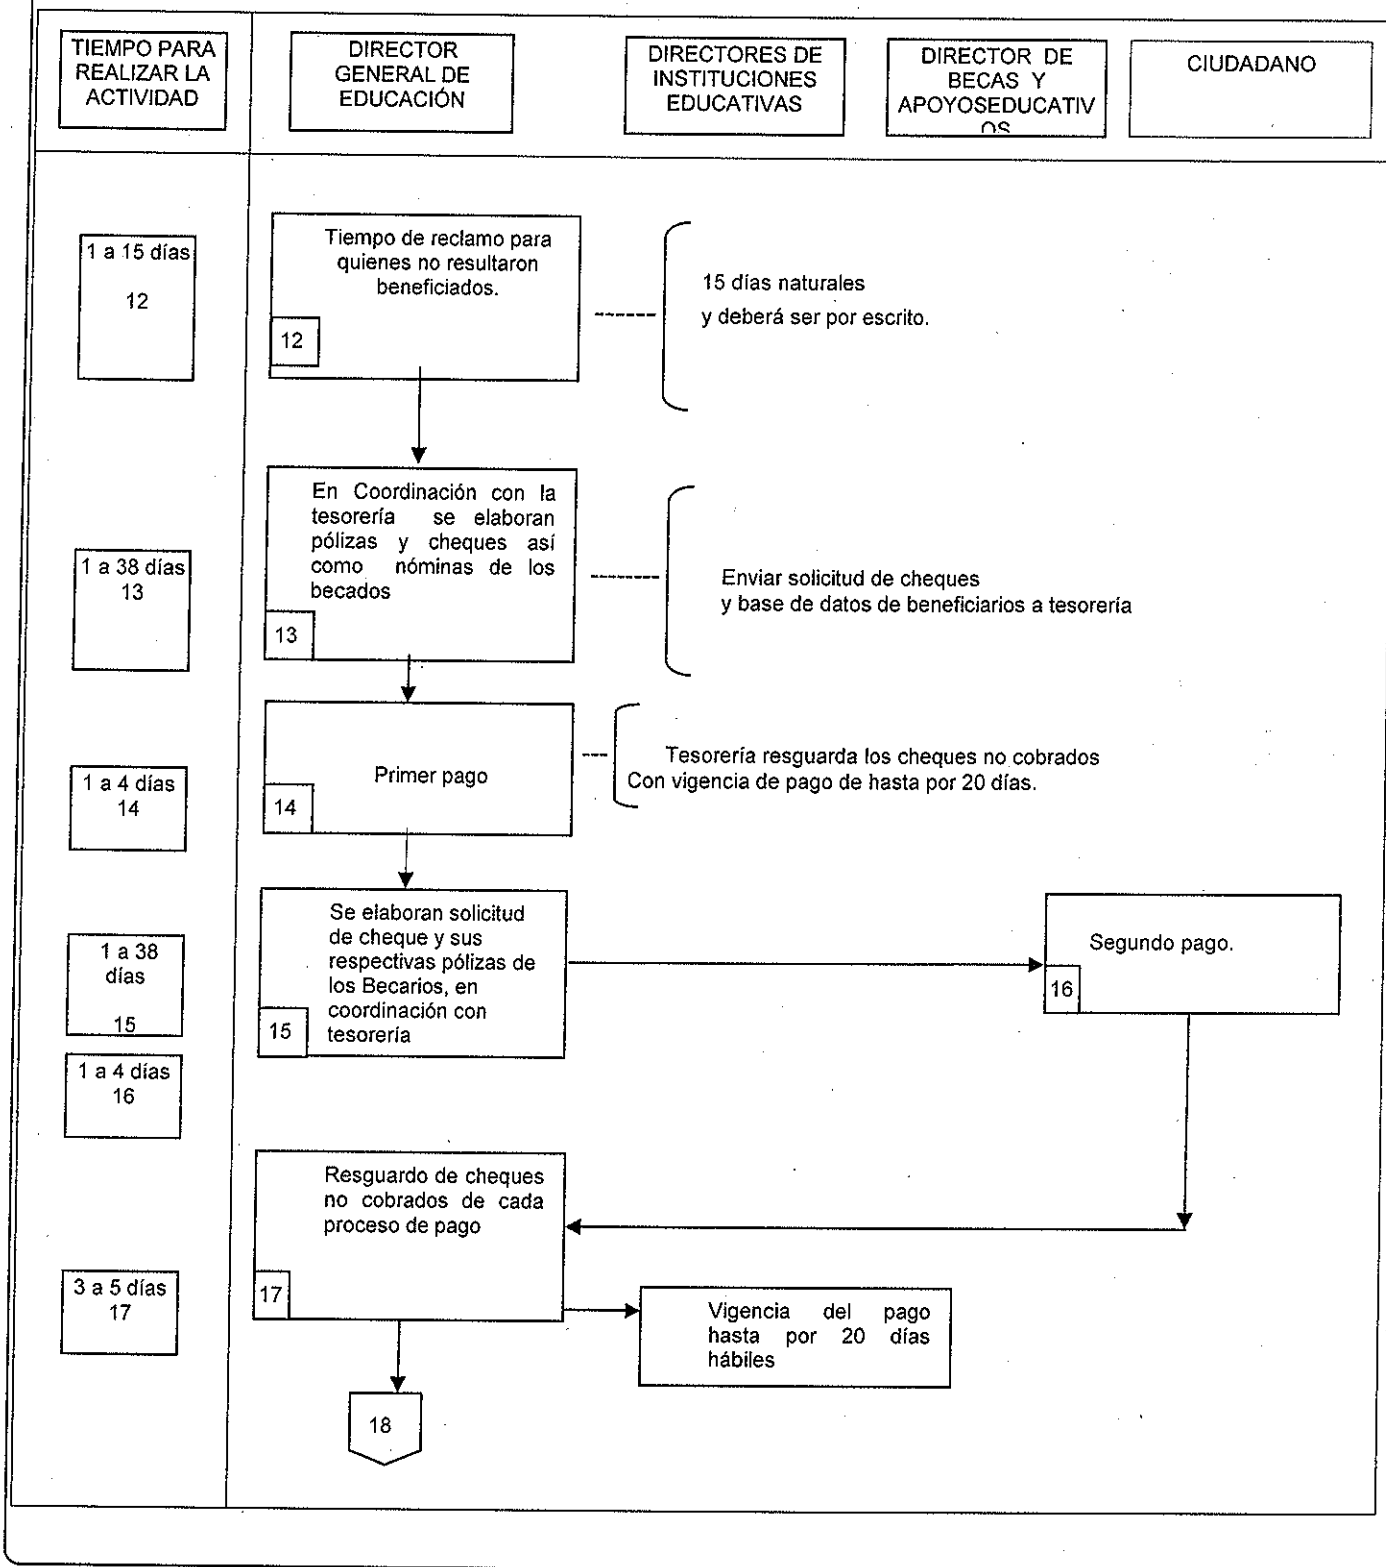 TIEMPO PARA
REALIZAR LA
ACTIVIDAD
DIRECTOR
GENERAL DE
EDUCACIÓN
DIRECTORES DE
INSTITUCIONES
EDUCATIVAS
DIRECTOR DE
BECAS Y
APOYOSEDUCATIV
OS
CIUDADANO
1 a 15 días
12
Tiempo de reclamo para
quienes no resultaron
beneficiados.
12
15 días naturales
y deberá ser por escrito.
1 a 38 días
13
En Coordinación con la
tesorería se elaboran
pólizas y cheques así
como nóminas de los
becados
13
Enviar solicitud de cheques
y base de datos de beneficiarios a tesorería
1 a 4 días
14
Primer pago
14
Tesorería resguarda los cheques no cobrados
Con vigencia de pago de hasta por 20 días.
1 a 38
días
15
Se elaboran solicitud
de cheque y sus
respectivas pólizas de
los Becarios, en
coordinación con
tesorería
15
Segundo pago.
16
1 a 4 días
16
Resguardo de cheques
no cobrados de cada
proceso de pago
17
3 a 5 días
17
Vigencia del pago
hasta por 20 días
hábiles
18